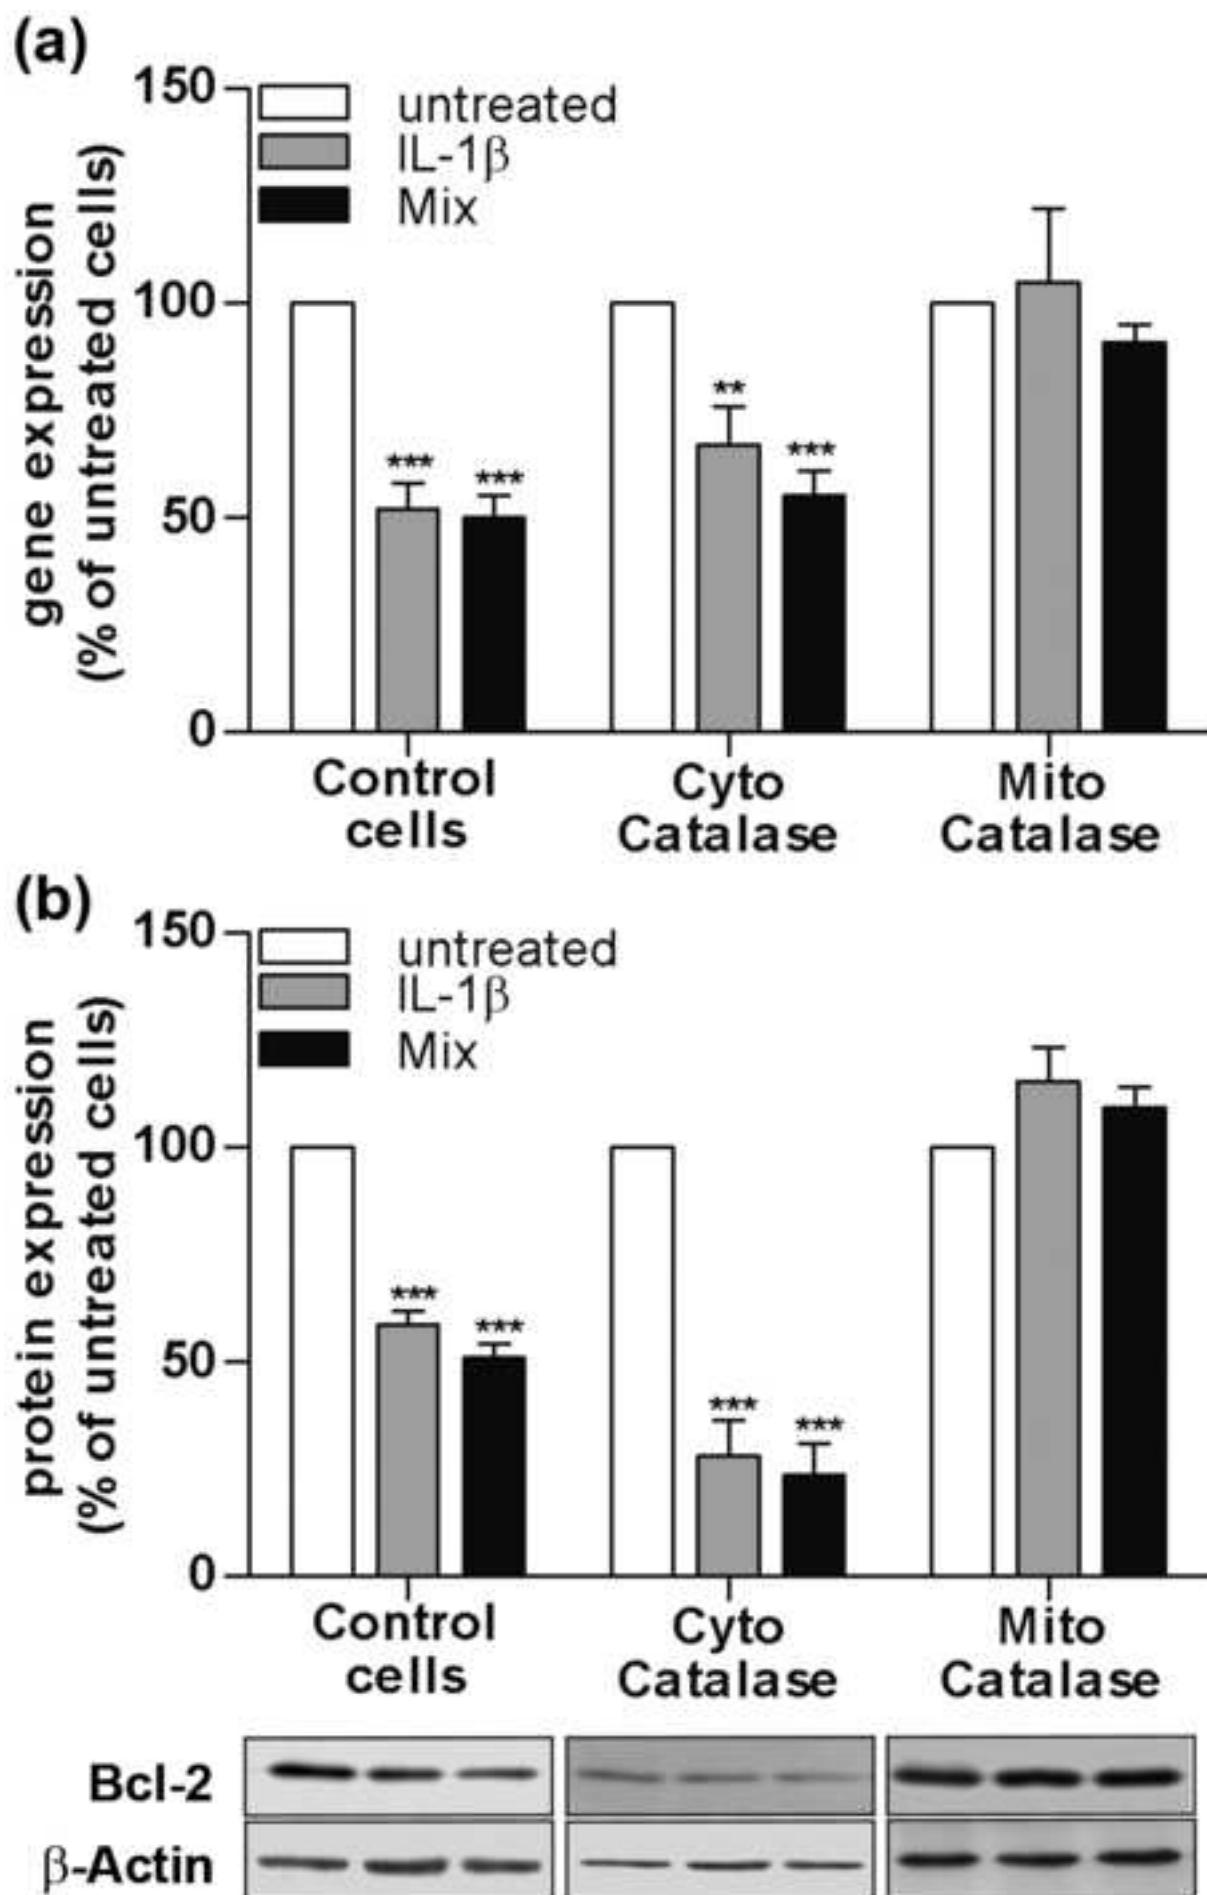 (a)
150
untreated
IL-1β
Mix
gene expression
(% of untreated cells)
100
**
***
***
***
50
0
Control cells
Cyto Catalase
Mito Catalase
(b)
150
untreated
IL-1β
Mix
protein expression
(% of untreated cells)
100
***
***
50
***
***
0
Control cells
Cyto Catalase
Mito Catalase
Bcl-2
β-Actin